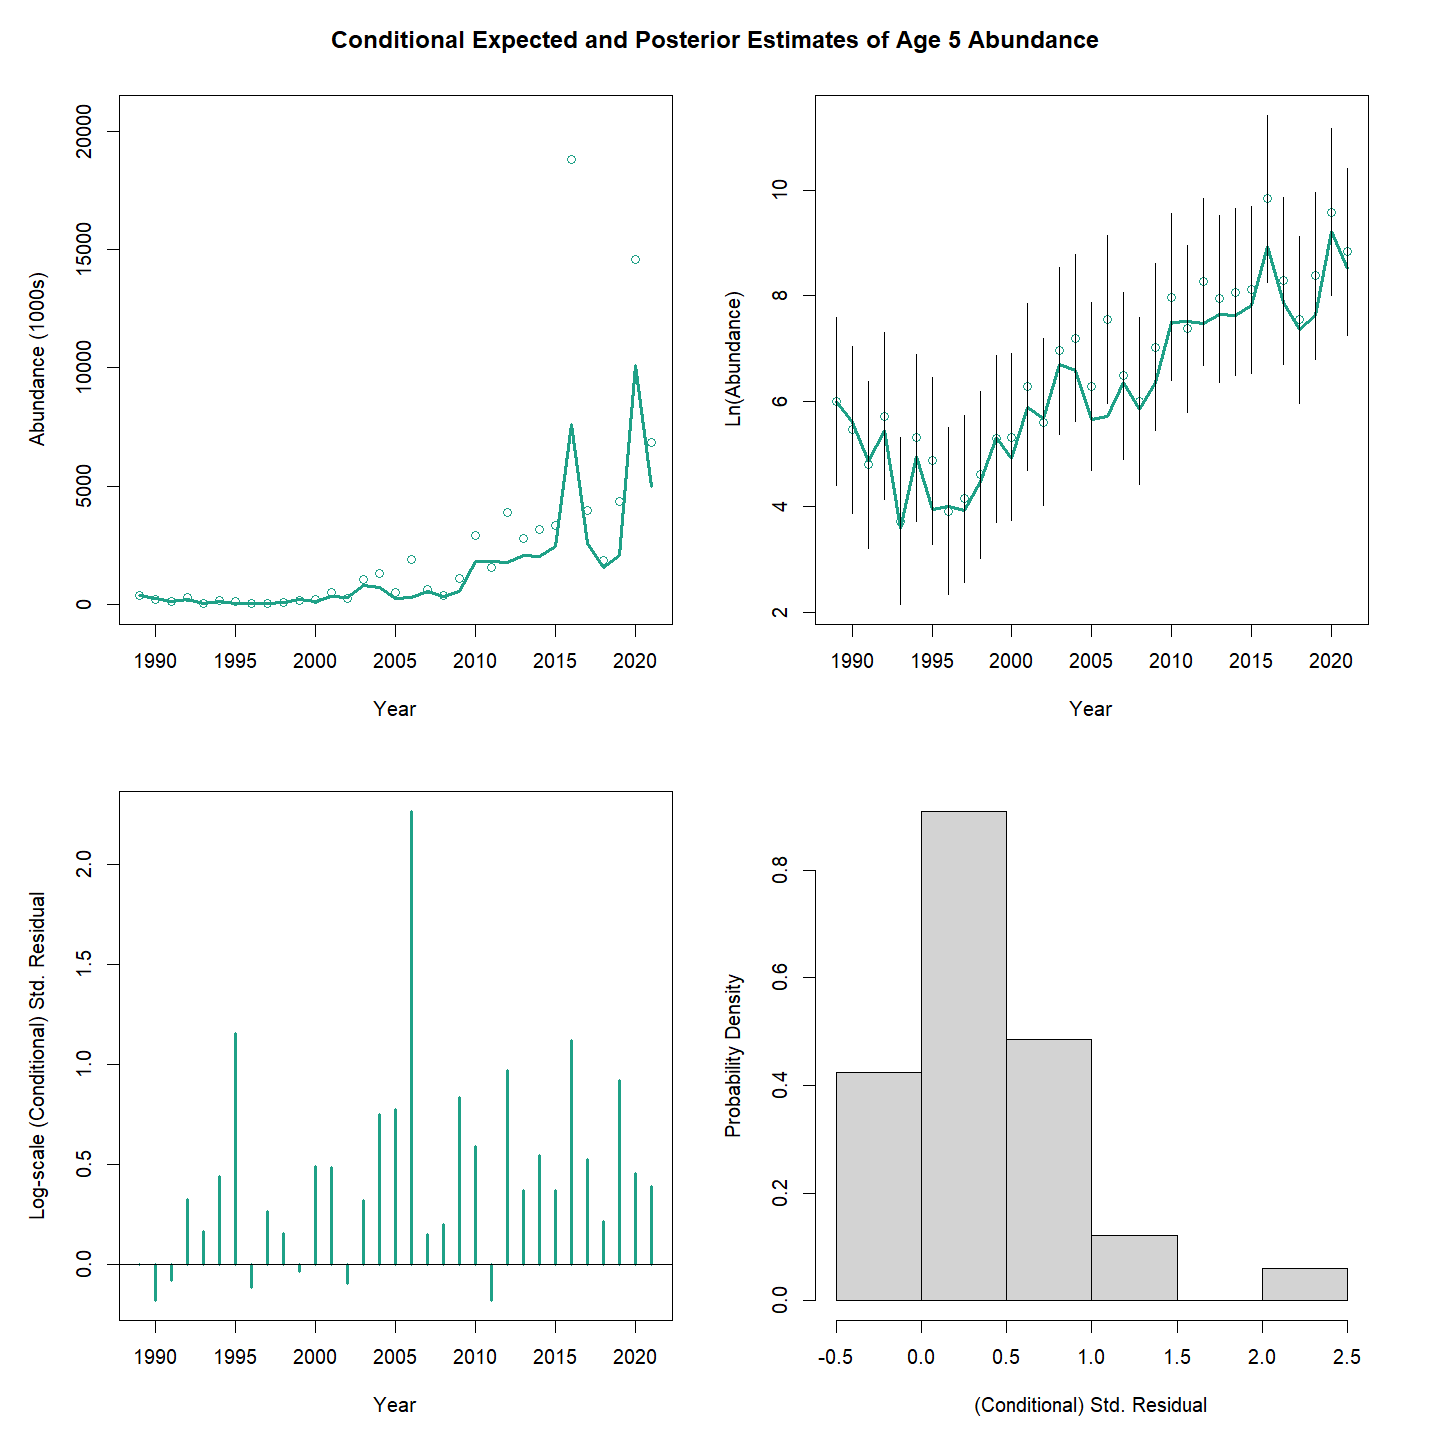 Conditional Expected and Posterior Estimates of Age 5 Abundance
Abundance (1000s)
20000
15000
10000
5000
0
1990 1995 2000 2005 2010 2015 2020
Year
Ln(Abundance)
10
8
6
4
2
1990 1995 2000 2005 2010 2015 2020
Year
Log-scale (Conditional) Std. Residual
2.0
1.5
1.0
0.5
0.0
1990 1995 2000 2005 2010 2015 2020
Year
Probability Density
0.8
0.6
0.4
0.2
0.0
-0.5 0.0 0.5 1.0 1.5 2.0 2.5
(Conditional) Std. Residual